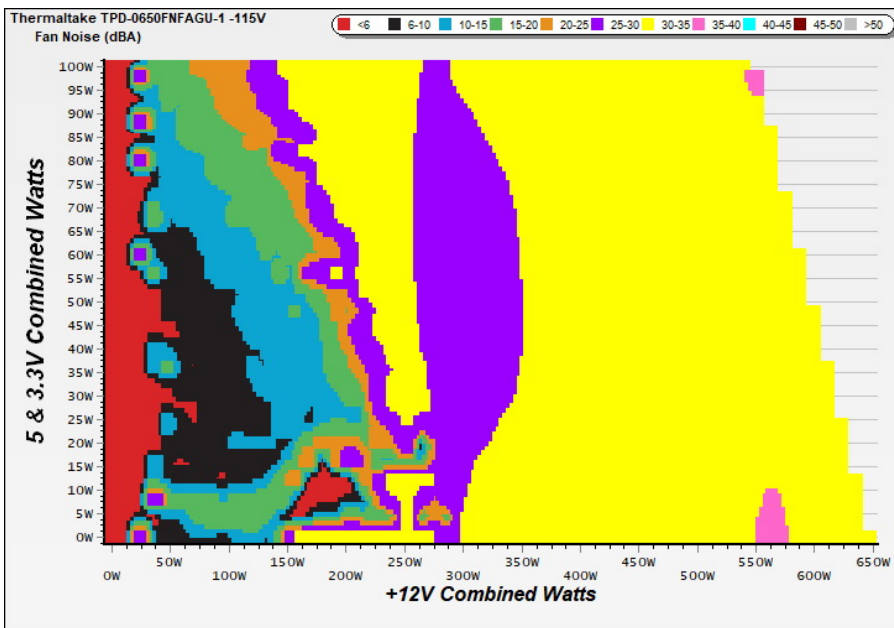 Thermaltake TPD-0650FNFAGU-1 -115V
Fan Noise (dBA)
<6 6-10 10-15 15-20 20-25 25-30 30-35 35-40 40-45 45-50 >50
5 & 3.3V Combined Watts
100W
95W
90W
85W
80W
75W
70W
65W
60W
55W
50W
45W
40W
35W
30W
25W
20W
15W
10W
5W
0W
50W 150W 250W 350W 450W 550W 650W
0W 100W 200W 300W 400W 500W 600W
+12V Combined Watts